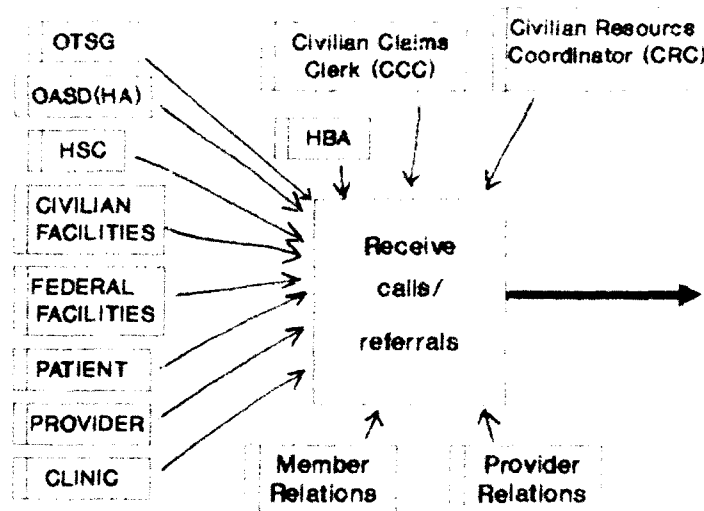 OTSG
OASD(HA)
HSC
CIVILIAN
FACILITIES
FEDERAL
FACILITIES
PATIENT
PROVIDER
CLINIC
Civilian Claims
Clerk (CCC)
Civilian Resource
Coordinator (CRC)
HBA
Receive
calls/
referrals
Member
Relations
Provider
Relations